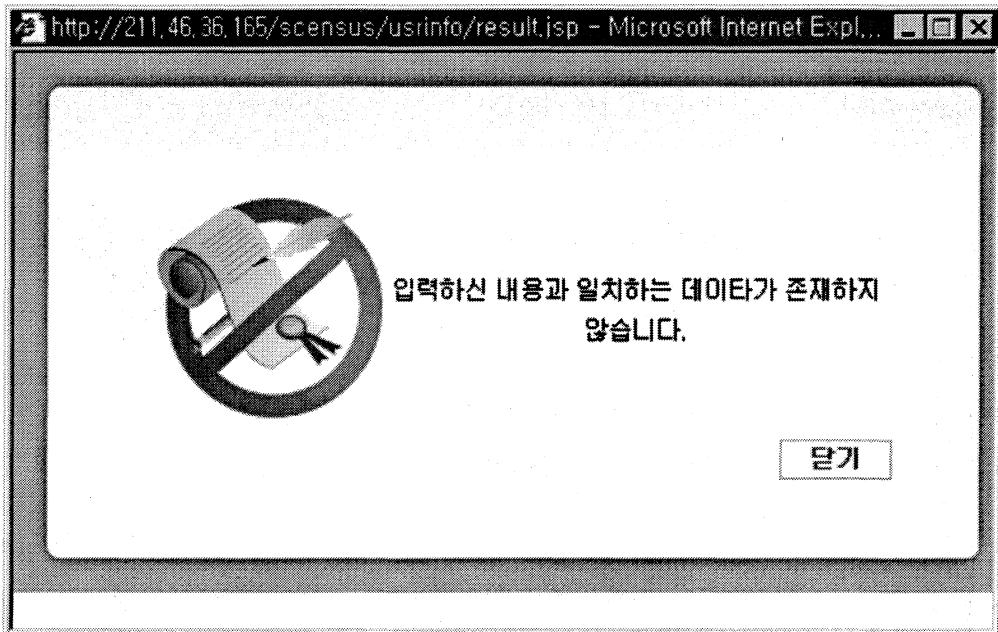 http://211,46,36,165/scensus/usrinfo/result.jsp - Microsoft Internet Expl...
입력하신 내용과 일치하는 데이타가 존재하지
않습니다.
닫기